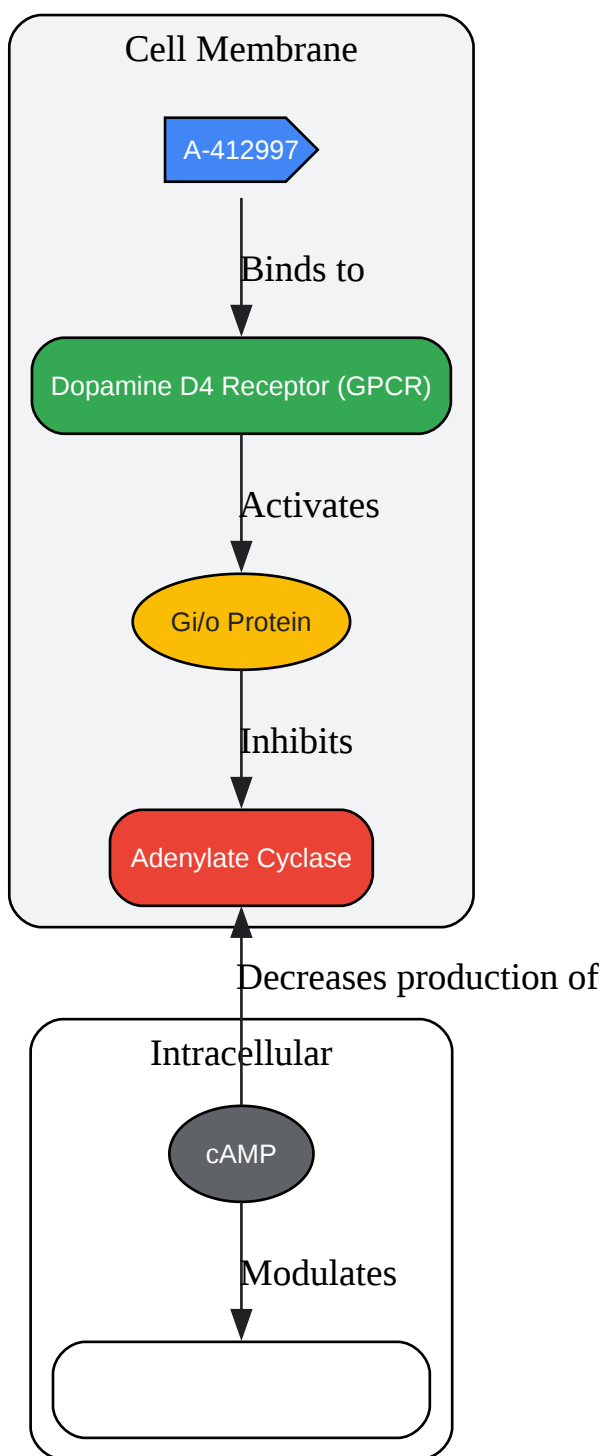 Cell Membrane
A-412997
Binds to
Dopamine D4 Receptor (GPCR)
Activates
Gi/o Protein
Inhibits
Adenylate Cyclase
Decreases production of
Intracellular
cAMP
Modulates